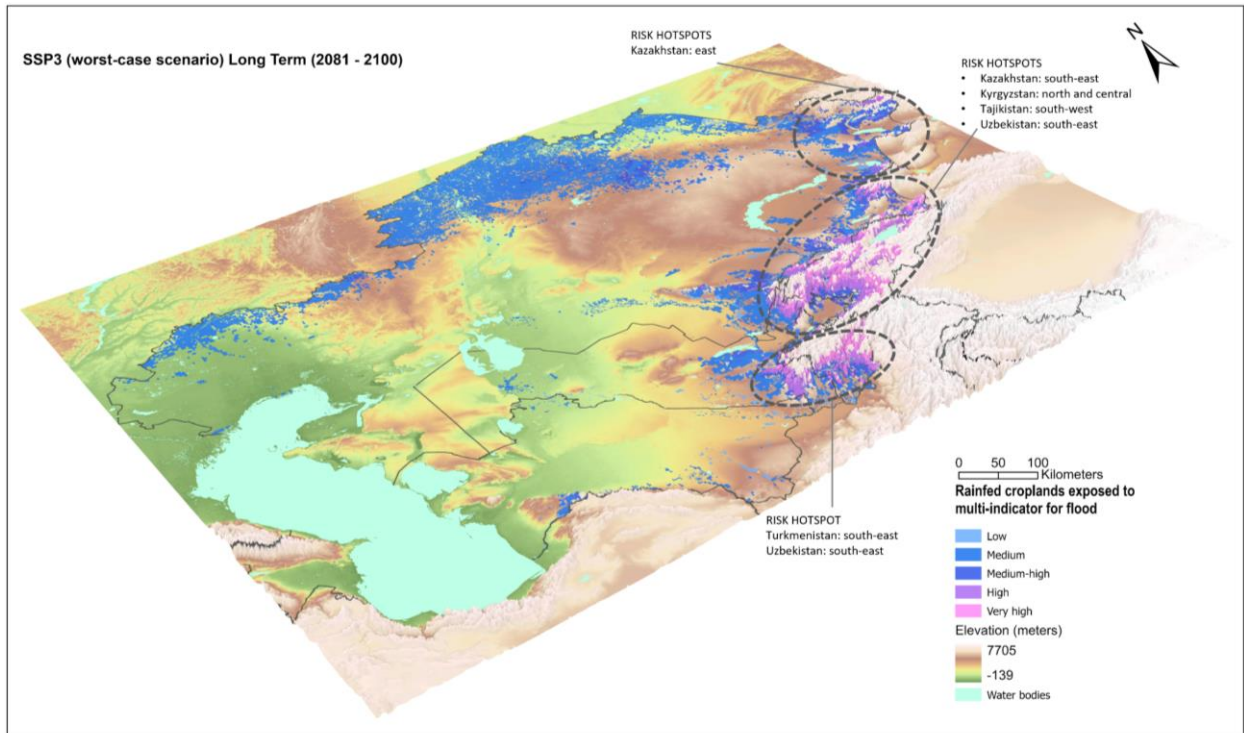 SSP3 (worst-case scenario) Long Term (2081 - 2100)
RISK HOTSPOTS
Kazakhstan: east
N
RISK HOTSPOTS
• Kazakhstan: south-east
• Kyrgyzstan: north and central
• Tajikistan: south-west
• Uzbekistan: south-east
RISK HOTSPOT
Turkmenistan: south-east
Uzbekistan: south-east
0 50 100
Kilometers
Rainfed croplands exposed to
multi-indicator for flood
Low
Medium
Medium-high
High
Very high
Elevation (meters)
7705
-139
Water bodies